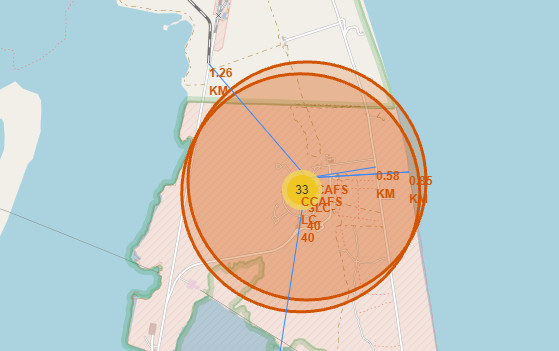 1.26
KM
0.58
KM
0.85
KM
33
CCAFS
CCAFS
SLC-
LC-
40
40